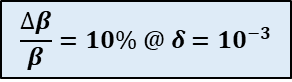 Δβ/β = 10% @ δ = 10⁻³